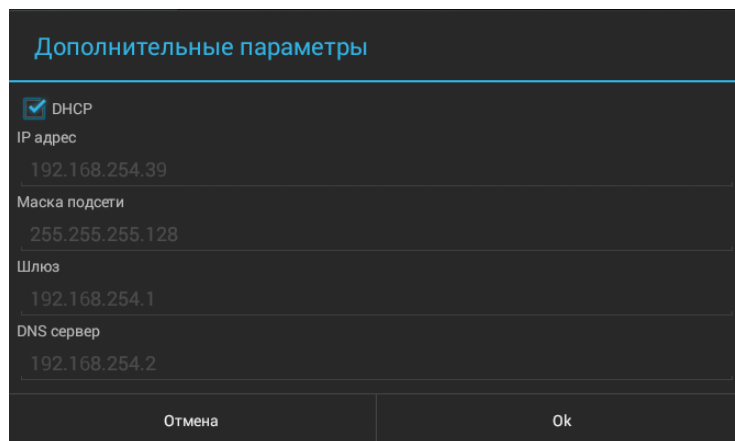 Дополнительные параметры
DHCP
IP адрес
192.168.254.39
Маска подсети
255.255.255.128
Шлюз
192.168.254.1
DNS сервер
192.168.254.2
Отмена Ok